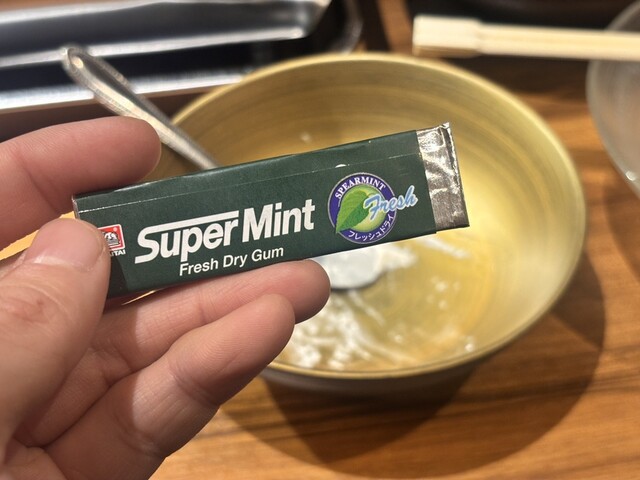 Super Mint
Fresh Dry Gum
SPEARMINT
Fresh
フレッシュドライ